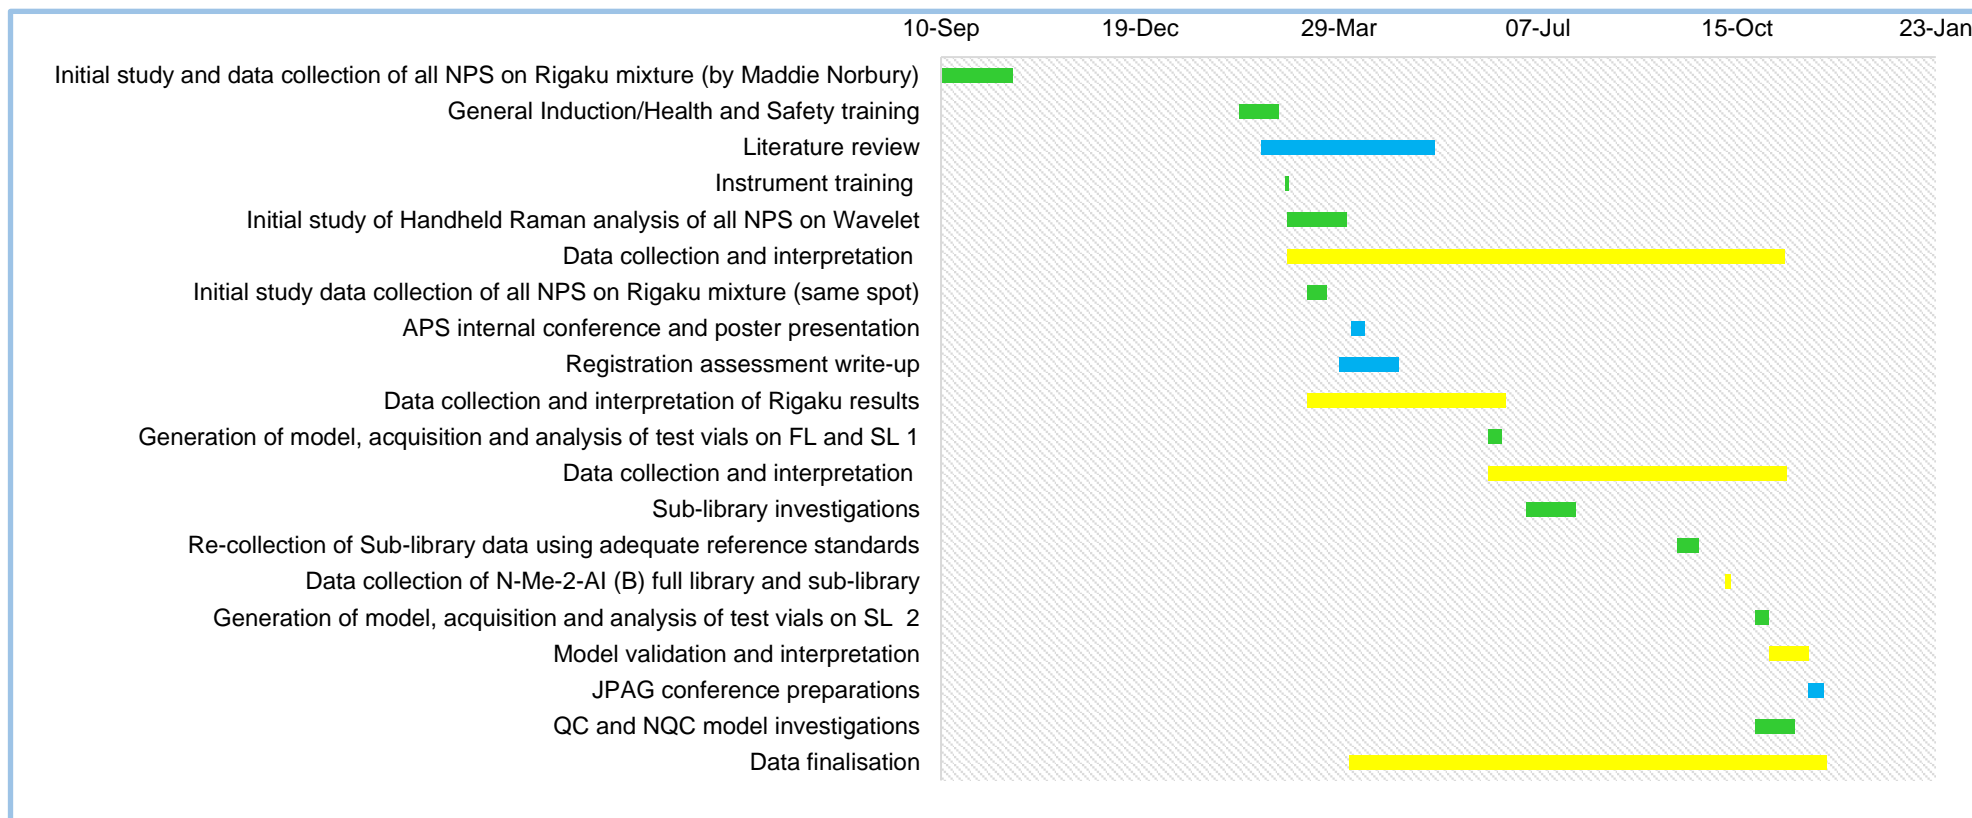 10-Sep 19-Dec 29-Mar 07-Jul 15-Oct 23-Jan
Initial study and data collection of all NPS on Rigaku mixture (by Maddie Norbury)
General Induction/Health and Safety training
Literature review
Instrument training
Initial study of Handheld Raman analysis of all NPS on Wavelet
Data collection and interpretation
Initial study data collection of all NPS on Rigaku mixture (same spot)
APS internal conference and poster presentation
Registration assessment write-up
Data collection and interpretation of Rigaku results
Generation of model, acquisition and analysis of test vials on FL and SL 1
Data collection and interpretation
Sub-library investigations
Re-collection of Sub-library data using adequate reference standards
Data collection of N-Me-2-AI (B) full library and sub-library
Generation of model, acquisition and analysis of test vials on SL  2
Model validation and interpretation
JPAG conference preparations
QC and NQC model investigations
Data finalisation